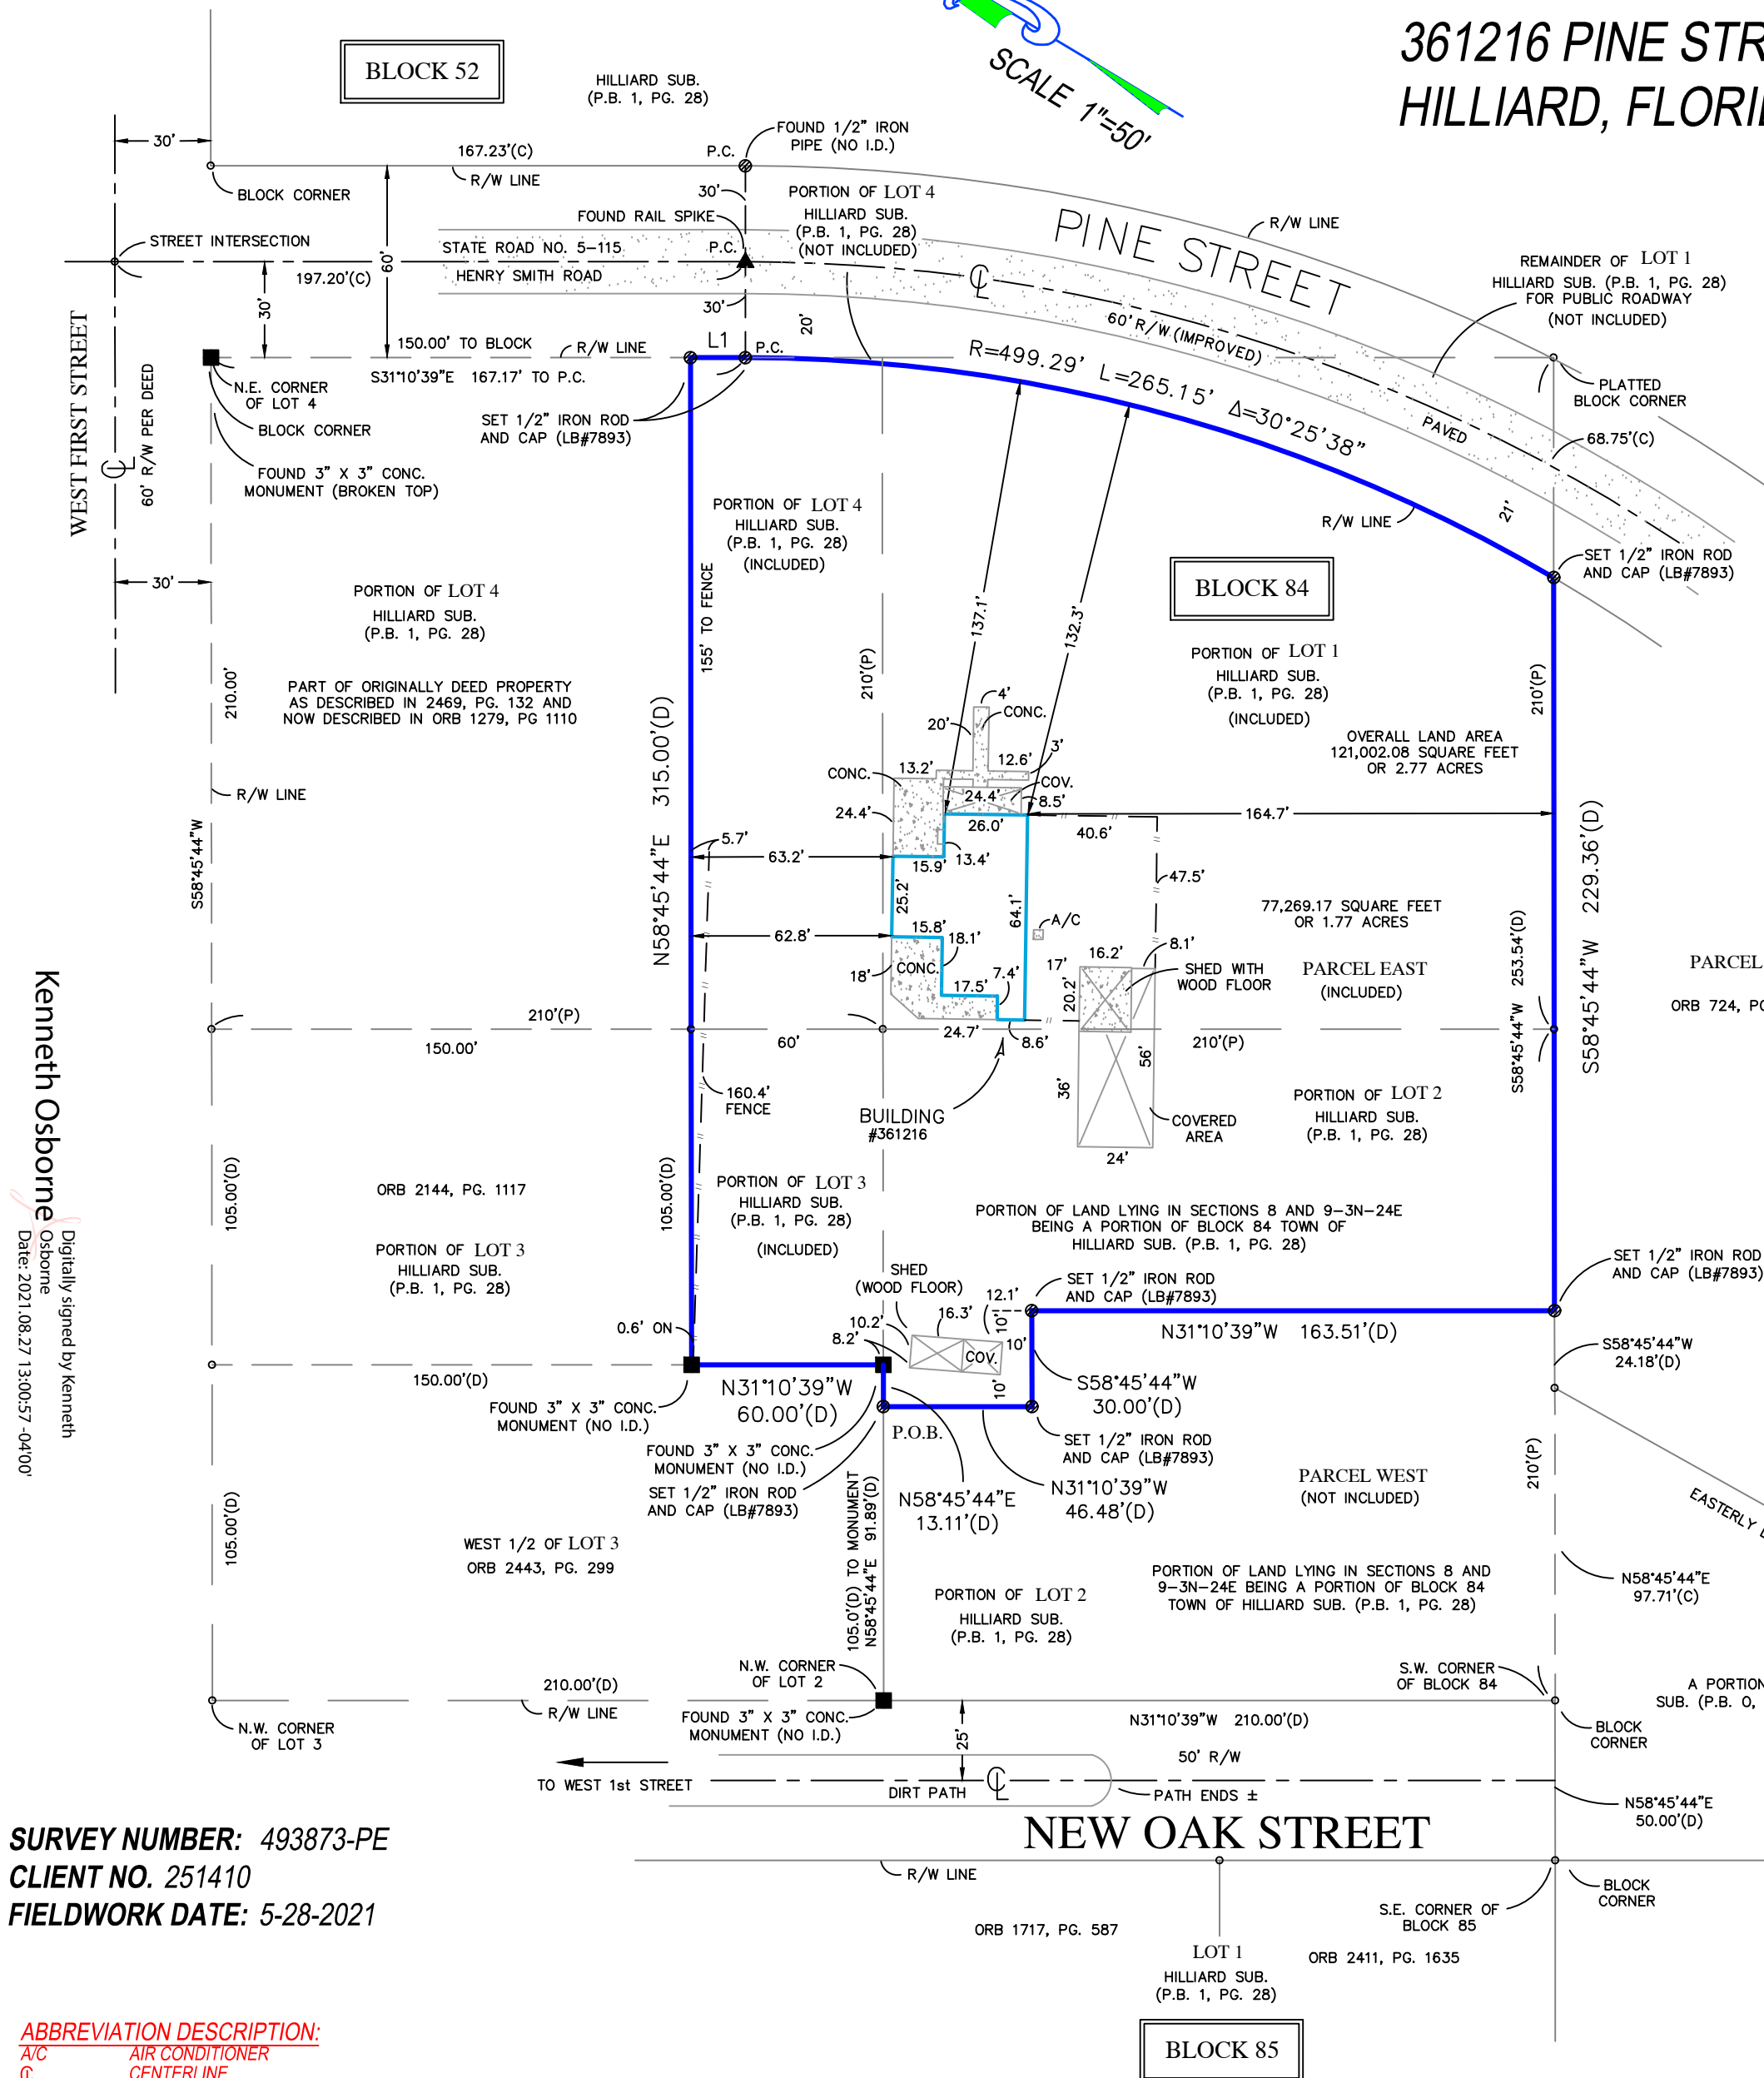 361216 PINE STR
HILLIARD, FLORI
SCALE 1"=50'
BLOCK 52
HILLIARD SUB.
(P.B. 1, PG. 28)
30'
167.23'(C)
P.C.
FOUND 1/2" IRON
PIPE (NO I.D.)
R/W LINE
BLOCK CORNER
30'
PORTION OF LOT 4
HILLIARD SUB.
(P.B. 1, PG. 28)
(NOT INCLUDED)
FOUND RAIL SPIKE
STREET INTERSECTION
STATE ROAD NO. 5-115
P.C.
HENRY SMITH ROAD
197.20'(C)
60'
30'
30'
20'
PINE STREET
R/W LINE
60' R/W (IMPROVED)
REMAINDER OF LOT 1
HILLIARD SUB. (P.B. 1, PG. 28)
FOR PUBLIC ROADWAY
(NOT INCLUDED)
150.00' TO BLOCK
R/W LINE
L1
P.C.
S31°10'39"E 167.17' TO P.C.
R=499.29' L=265.15' Δ=30°25'38"
PLATTED
BLOCK CORNER
PAVED
68.75'(C)
N.E. CORNER
OF LOT 4
BLOCK CORNER
SET 1/2" IRON ROD
AND CAP (LB#7893)
FOUND 3" X 3" CONC.
MONUMENT (BROKEN TOP)
WEST FIRST STREET
60' R/W PER DEED
R/W LINE
21'
SET 1/2" IRON ROD
AND CAP (LB#7893)
PORTION OF LOT 4
HILLIARD SUB.
(P.B. 1, PG. 28)
(INCLUDED)
30'
PORTION OF LOT 4
HILLIARD SUB.
(P.B. 1, PG. 28)
BLOCK 84
155' TO FENCE
137.1'
132.3'
PORTION OF LOT 1
HILLIARD SUB.
(P.B. 1, PG. 28)
(INCLUDED)
210.00'
210'(P)
210'(P)
PART OF ORIGINALLY DEED PROPERTY
AS DESCRIBED IN 2469, PG. 132 AND
NOW DESCRIBED IN ORB 1279, PG 1110
OVERALL LAND AREA
121,002.08 SQUARE FEET
OR 2.77 ACRES
4'
CONC.
20'
3'
12.6'
13.2'
CONC.
COV.
24.4'
8.5'
R/W LINE
N58°45'44"E 315.00'(D)
24.4'
26.0'
40.6'
164.7'
S58°45'44"W
5.7'
63.2'
15.9'
13.4'
47.5'
25.2'
64.1'
77,269.17 SQUARE FEET
OR 1.77 ACRES
A/C
62.8'
15.8'
18.1'
8.1'
16.2'
17'
7.4'
18'
CONC.
SHED WITH
WOOD FLOOR
20.2'
17.5'
PARCEL EAST
(INCLUDED)
S58°45'44"W 253.54'(D)
S58°45'44"W 229.36'(D)
PARCEL
ORB 724, P
210'(P)
150.00'
60'
24.7'
8.6'
210'(P)
56'
36'
160.4'
FENCE
BUILDING
#361216
COVERED
AREA
24'
PORTION OF LOT 2
HILLIARD SUB.
(P.B. 1, PG. 28)
105.00'(D)
105.00'(D)
ORB 2144, PG. 1117
PORTION OF LOT 3
HILLIARD SUB.
(P.B. 1, PG. 28)
(INCLUDED)
PORTION OF LAND LYING IN SECTIONS 8 AND 9-3N-24E
BEING A PORTION OF BLOCK 84 TOWN OF
HILLIARD SUB. (P.B. 1, PG. 28)
PORTION OF LOT 3
HILLIARD SUB.
(P.B. 1, PG. 28)
Kenneth Osborne
Digitally signed by Kenneth
Osborne
Date: 2021.08.27 13:00:57 -04'00'
SHED
(WOOD FLOOR)
SET 1/2" IRON ROD
AND CAP (LB#7893)
SET 1/2" IRON ROD
AND CAP (LB#7893)
12.1'
16.3'
10.2'
10'
10'
0.6' ON
8.2'
COV.
10'
N31°10'39"W 163.51'(D)
S58°45'44"W
24.18'(D)
150.00'(D)
N31°10'39"W
60.00'(D)
S58°45'44"W
30.00'(D)
FOUND 3" X 3" CONC.
MONUMENT (NO I.D.)
P.O.B.
FOUND 3" X 3" CONC.
MONUMENT (NO I.D.)
SET 1/2" IRON ROD
AND CAP (LB#7893)
SET 1/2" IRON ROD
AND CAP (LB#7893)
N58°45'44"E
13.11'(D)
N31°10'39"W
46.48'(D)
PARCEL WEST
(NOT INCLUDED)
210'(P)
EASTERLY
105.00'(D)
105.0'(D) TO MONUMENT
N58°45'44"E 91.89'(D)
WEST 1/2 OF LOT 3
ORB 2443, PG. 299
PORTION OF LAND LYING IN SECTIONS 8 AND
9-3N-24E BEING A PORTION OF BLOCK 84
TOWN OF HILLIARD SUB. (P.B. 1, PG. 28)
N58°45'44"E
97.71'(C)
PORTION OF LOT 2
HILLIARD SUB.
(P.B. 1, PG. 28)
N.W. CORNER
OF LOT 2
S.W. CORNER
OF BLOCK 84
A PORTION
SUB. (P.B. 0,
210.00'(D)
R/W LINE
FOUND 3" X 3" CONC.
MONUMENT (NO I.D.)
N.W. CORNER
OF LOT 3
25'
N31°10'39"W 210.00'(D)
BLOCK
CORNER
50' R/W
TO WEST 1st STREET
DIRT PATH
PATH ENDS ±
N58°45'44"E
50.00'(D)
NEW OAK STREET
SURVEY NUMBER: 493873-PE
CLIENT NO. 251410
FIELDWORK DATE: 5-28-2021
R/W LINE
BLOCK
CORNER
S.E. CORNER OF
BLOCK 85
ORB 1717, PG. 587
LOT 1
HILLIARD SUB.
(P.B. 1, PG. 28)
ORB 2411, PG. 1635
BLOCK 85
ABBREVIATION DESCRIPTION:
A/C AIR CONDITIONER
℄ CENTERLINE